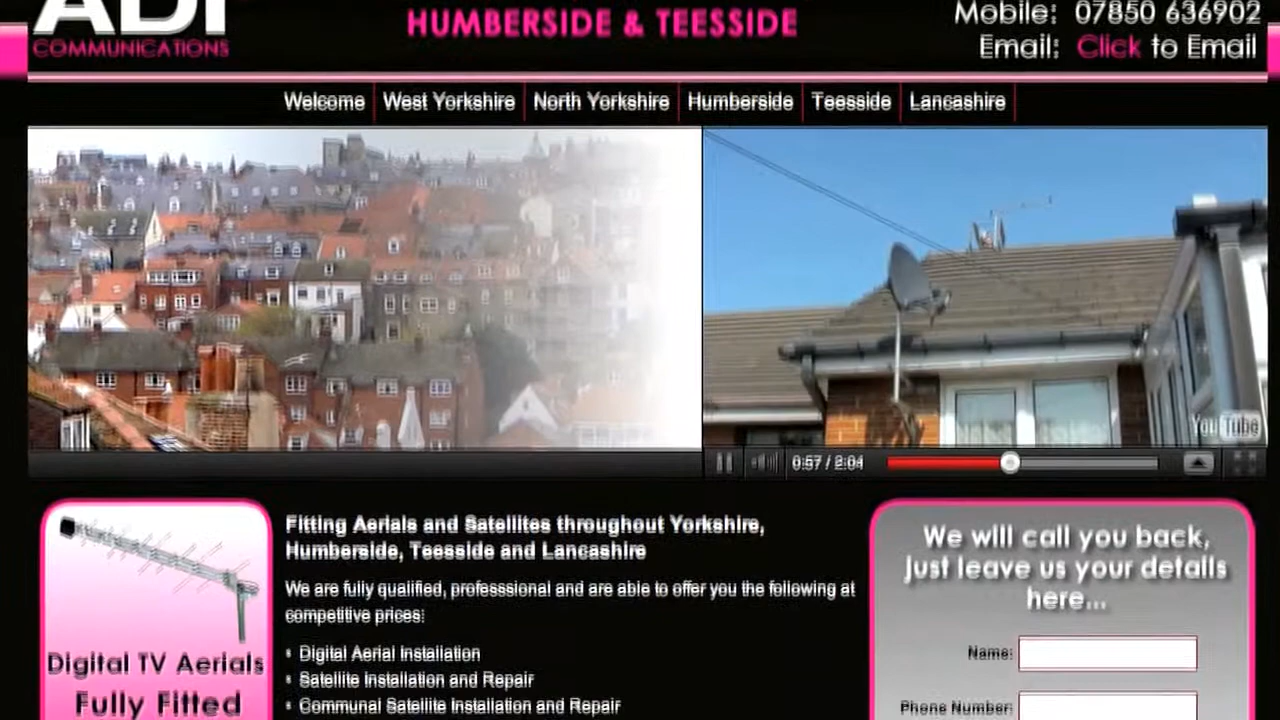 ADI
COMMUNICATIONS
HUMBERSIDE & TEESSIDE
Mobile: 07850 636902
Email: Click to Email
Welcome
West Yorkshire
North Yorkshire
Humberside
Teesside
Lancashire
YouTube
0:57 / 2:04
Digital TV Aerials
Fully Fitted
Fitting Aerials and Satellites throughout Yorkshire,
Humberside, Teesside and Lancashire
We are fully qualified, professsional and are able to offer you the following at
competitive prices:
• Digital Aerial Installation
• Satellite Installation and Repair
• Communal Satellite Installation and Repair
We will call you back,
Just leave us your details
here...
Name:
Phone Number: